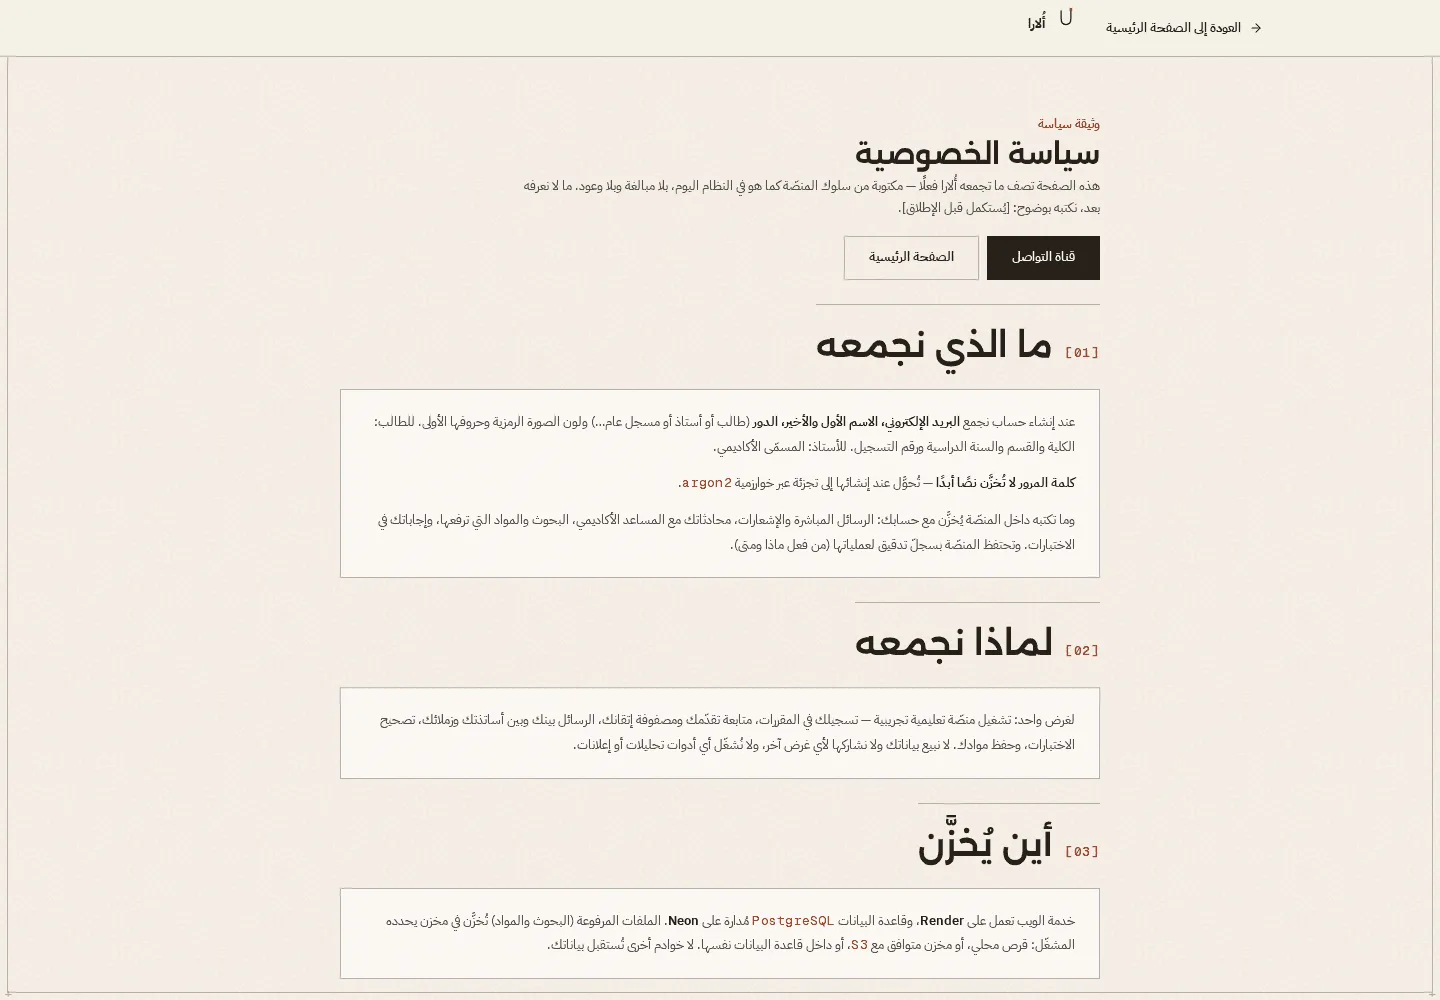 → العودة إلى الصفحة الرئيسية
ألارا
وثيقة سياسة
سياسة الخصوصية
هذه الصفحة تصف ما تجمعه ألارا فعلًا — مكتوبة من سلوك المنصّة كما هو في النظام اليوم، بلا مبالغة وبلا وعود. ما لا نعرفه
بعد، نكتبه بوضوح: [يُستكمل قبل الإطلاق].
قناة التواصل
الصفحة الرئيسية
[01] ما الذي نجمعه
عند إنشاء حساب نجمع البريد الإلكتروني، الاسم الأول والأخير، الدور (طالب أو أستاذ أو مسجل عام…) ولون الصورة الرمزية وحروفها الأولى. للطالب:
الكلية والقسم والسنة الدراسية ورقم التسجيل. للأستاذ: المسمّى الأكاديمي.
كلمة المرور لا تُخزَّن نصًا أبدًا — تُحوَّل عند إنشائها إلى تجزئة عبر خوارزمية argon2.
وما تكتبه داخل المنصّة يُخزَّن مع حسابك: الرسائل المباشرة والإشعارات، محادثاتك مع المساعد الأكاديمي، البحوث والمواد التي ترفعها، وإجاباتك في
الاختبارات. وتحتفظ المنصّة بسجلّ تدقيق لعملياتها (من فعل ماذا ومتى).
[02] لماذا نجمعه
لغرض واحد: تشغيل منصّة تعليمية تجريبية — تسجيلك في المقررات، متابعة تقدّمك ومصفوفة إتقانك، الرسائل بينك وبين أساتذتك وزملائك، تصحيح
الاختبارات، وحفظ موادك. لا نبيع بياناتك ولا نشاركها لأي غرض آخر، ولا نُشغّل أي أدوات تحليلات أو إعلانات.
[03] أين يُخزَّن
خدمة الويب تعمل على Render، وقاعدة البيانات PostgreSQL مُدارة على Neon. الملفات المرفوعة (البحوث والمواد) تُخزَّن في مخزن يحدده
المشغّل: قرص محلي، أو مخزن متوافق مع S3، أو داخل قاعدة البيانات نفسها. لا خوادم أخرى تُستقبل بياناتك.